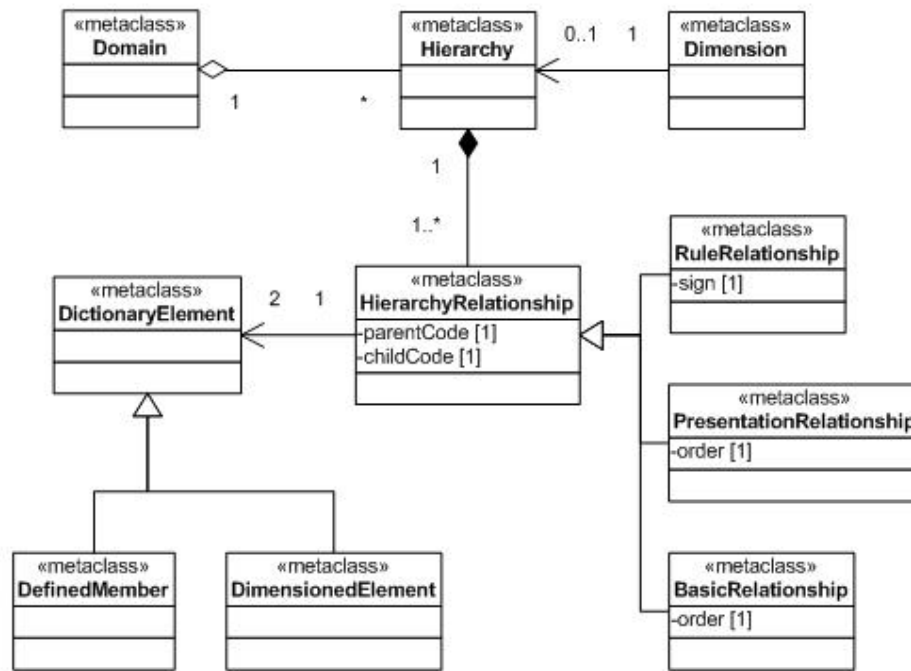 «metaclass»
Domain
«metaclass»
Hierarchy
«metaclass»
Dimension
0..1 1
1 *
1
1..*
«metaclass»
RuleRelationship
-sign [1]
«metaclass»
DictionaryElement
2 1
«metaclass»
HierarchyRelationship
-parentCode [1]
-childCode [1]
«metaclass»
PresentationRelationship
-order [1]
«metaclass»
DefinedMember
«metaclass»
DimensionedElement
«metaclass»
BasicRelationship
-order [1]